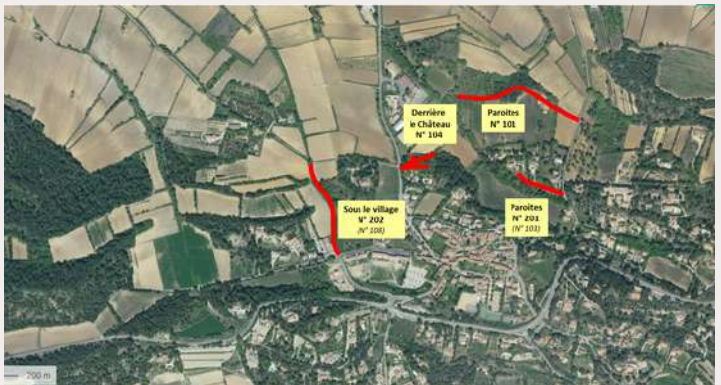 Derrière
le Château
N° 104
Paroites
N° 101
Sous le village
N° 202
(N° 108)
Paroites
N° 201
(N° 103)
200 m